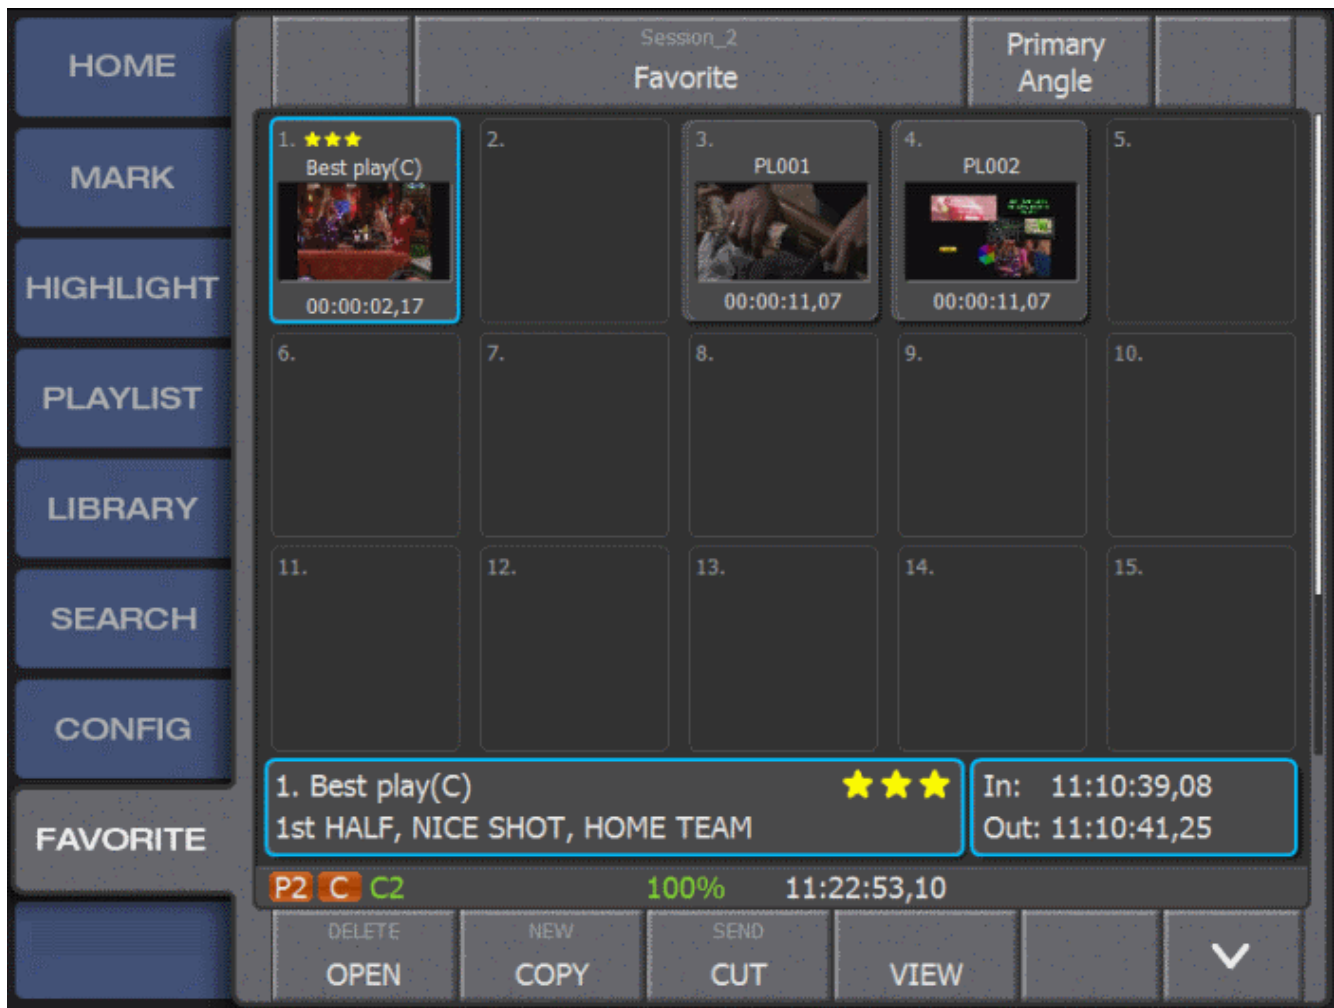 HOME
MARK
HIGHLIGHT
PLAYLIST
LIBRARY
SEARCH
CONFIG
FAVORITE
Session_2
Favorite
Primary
Angle
1.
Best play(C)
00:00:02,17
2.
3.
PL001
00:00:11,07
4.
PL002
00:00:11,07
5.
6.
7.
8.
9.
10.
11.
12.
13.
14.
15.
1. Best play(C)
1st HALF, NICE SHOT, HOME TEAM
In: 11:10:39,08
Out: 11:10:41,25
P2 C C2 100% 11:22:53,10
DELETE
OPEN
NEW
COPY
SEND
CUT
VIEW